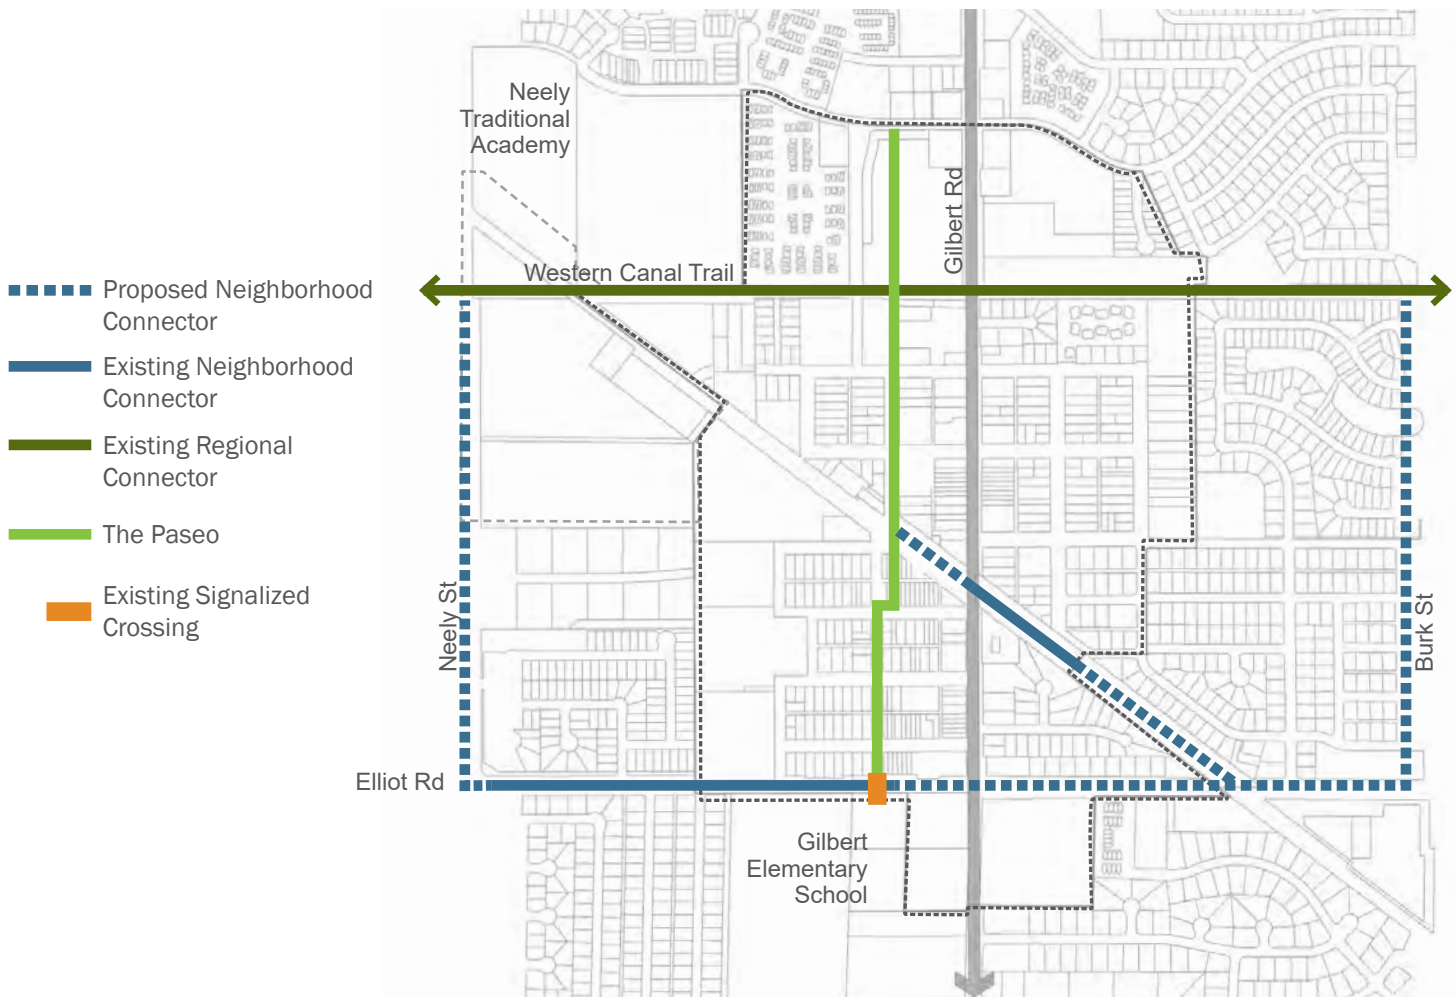 Neely
Traditional
Academy
Gilbert Rd
Western Canal Trail
Proposed Neighborhood
Connector
Existing Neighborhood
Connector
Existing Regional
Connector
The Paseo
Existing Signalized
Crossing
Neely St
Burk St
Elliot Rd
Gilbert
Elementary
School